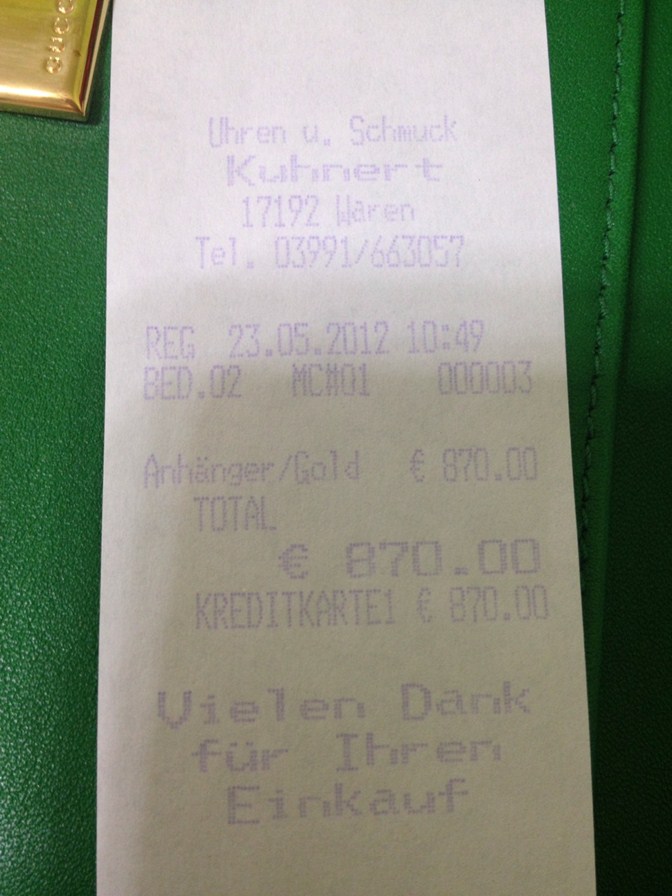 GUCCI
Uhren u. Schmuck
Kuhnert
17192 Waren
Tel. 03991/663057
REG 23.05.2012 10:49
BED.02 MC#01 000003
Anhänger/Gold € 870.00
TOTAL
€ 870.00
KREDITKARTE1 € 870.00
Vielen Dank
für Ihren
Einkauf